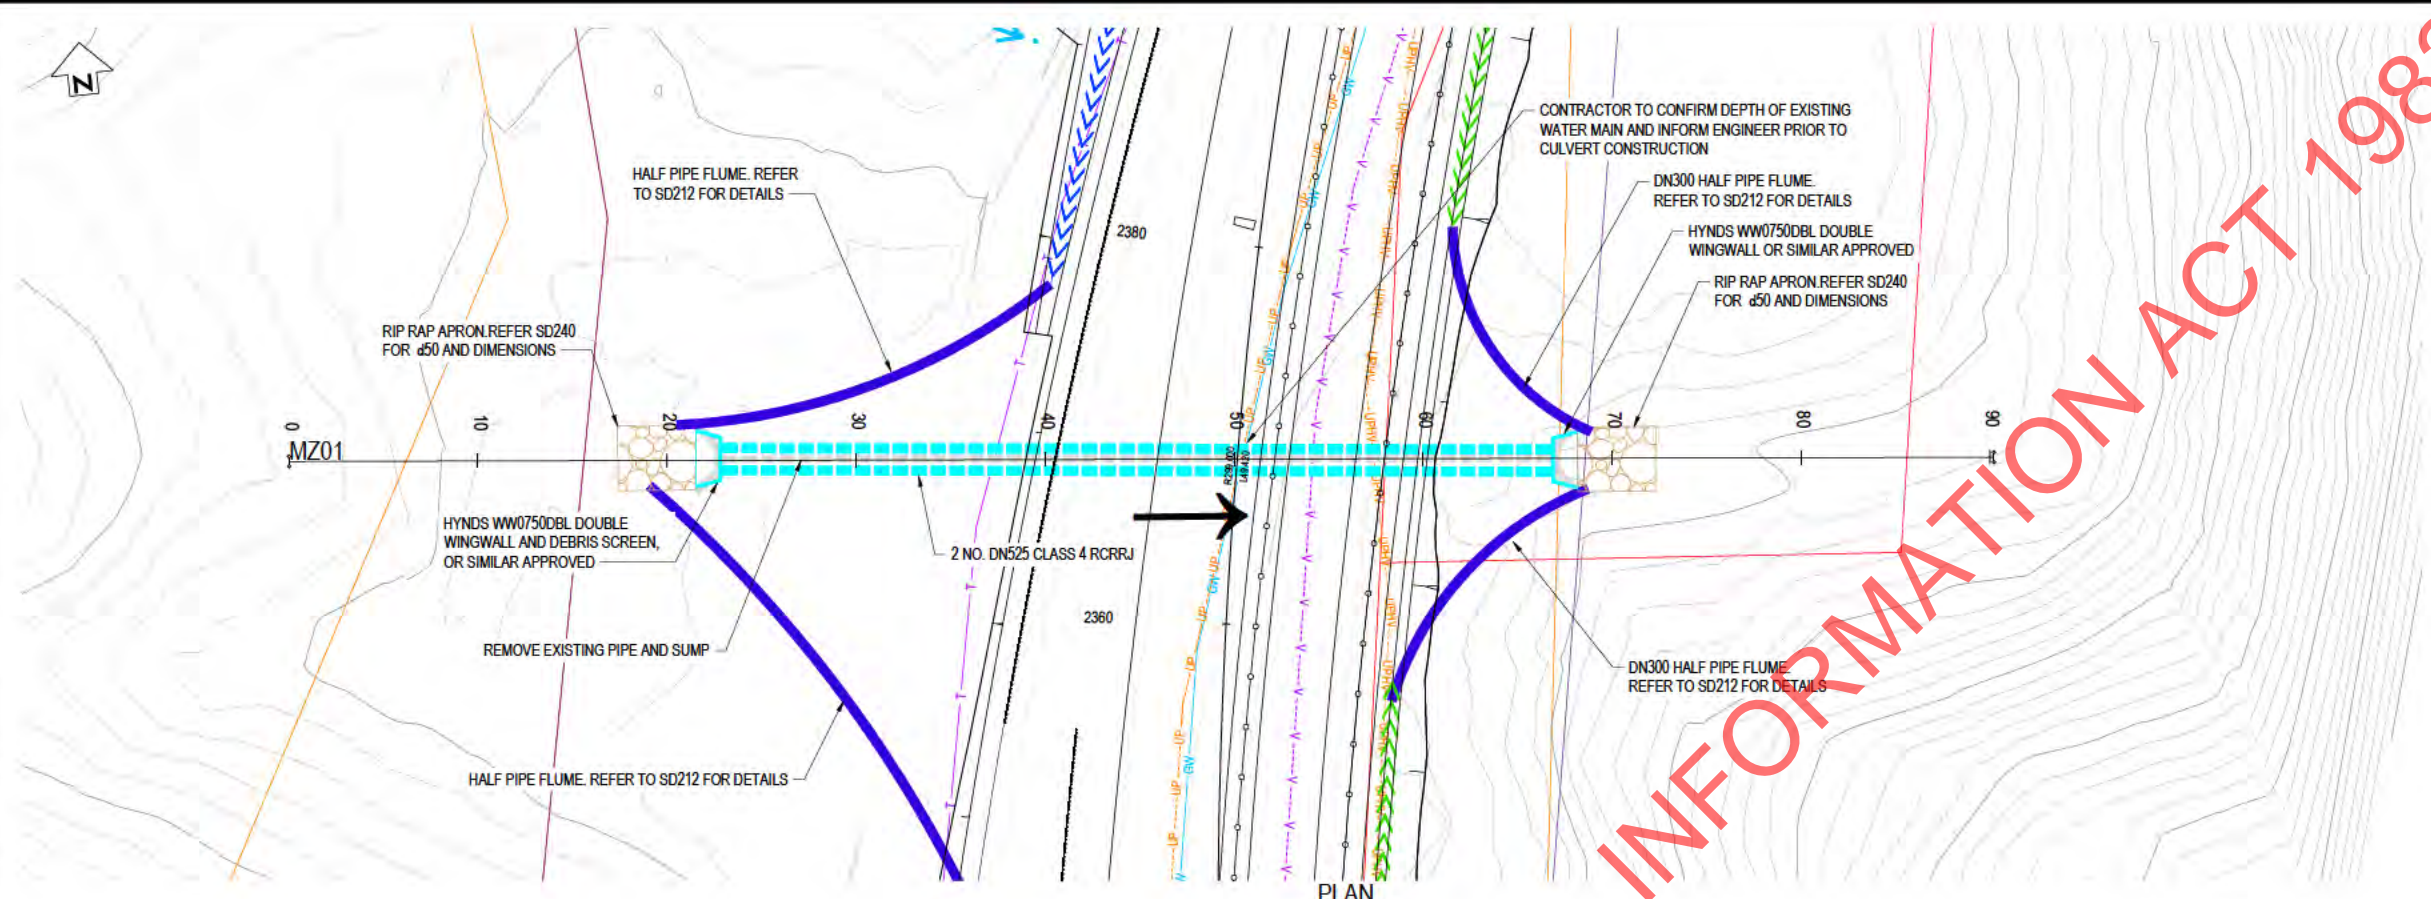 N
CONTRACTOR TO CONFIRM DEPTH OF EXISTING
WATER MAIN AND INFORM ENGINEER PRIOR TO
CULVERT CONSTRUCTION
HALF PIPE FLUME. REFER
TO SD212 FOR DETAILS
DN300 HALF PIPE FLUME.
REFER TO SD212 FOR DETAILS
2380
HYNDS WW0750DBL DOUBLE
WINGWALL OR SIMILAR APPROVED
RIP RAP APRON.REFER SD240
FOR d50 AND DIMENSIONS
RIP RAP APRON.REFER SD240
FOR d50 AND DIMENSIONS
0 10 20 30 40 50 60 70 80 90
MZ01
R299.000
L49.420
HYNDS WW0750DBL DOUBLE
WINGWALL AND DEBRIS SCREEN,
OR SIMILAR APPROVED
2 NO. DN525 CLASS 4 RCRRJ
2360
REMOVE EXISTING PIPE AND SUMP
DN300 HALF PIPE FLUME.
REFER TO SD212 FOR DETAILS
HALF PIPE FLUME. REFER TO SD212 FOR DETAILS
PLAN
INFORMATION ACT